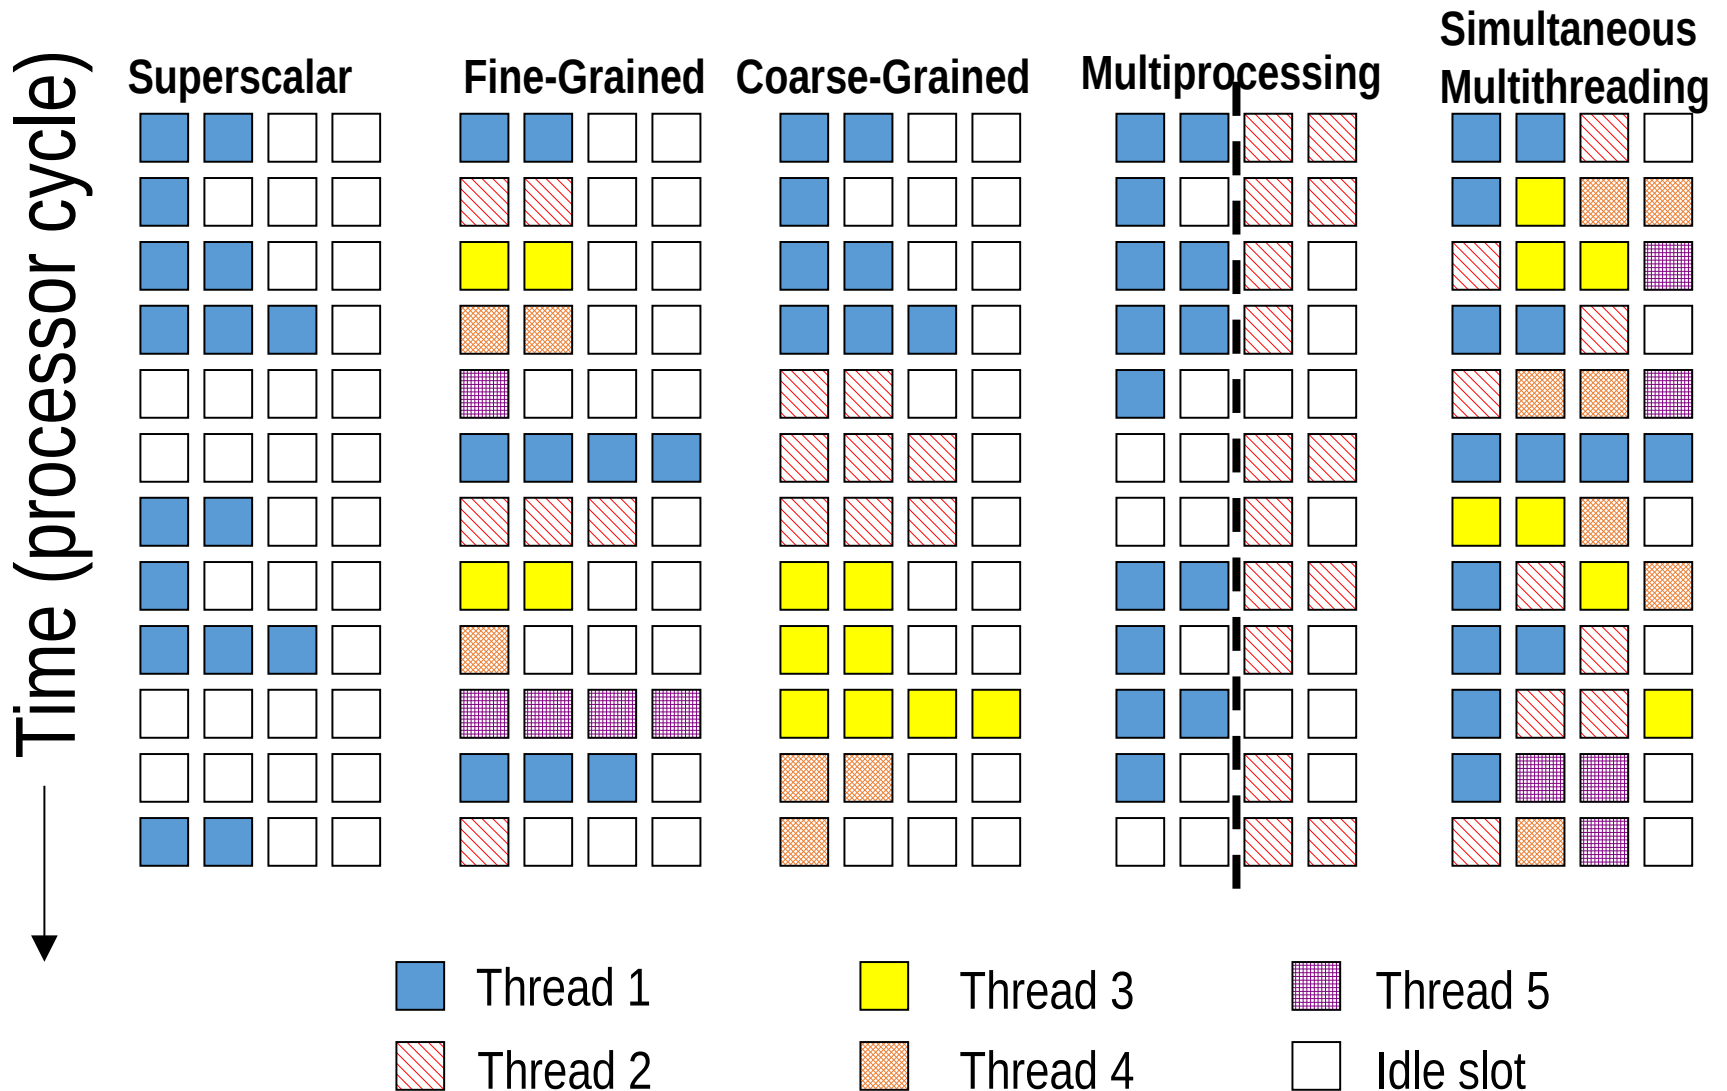 Time (processor cycle)
Superscalar
Fine-Grained
Coarse-Grained
Multiprocessing
Simultaneous
Multithreading
Thread 1
Thread 3
Thread 5
Thread 2
Thread 4
Idle slot